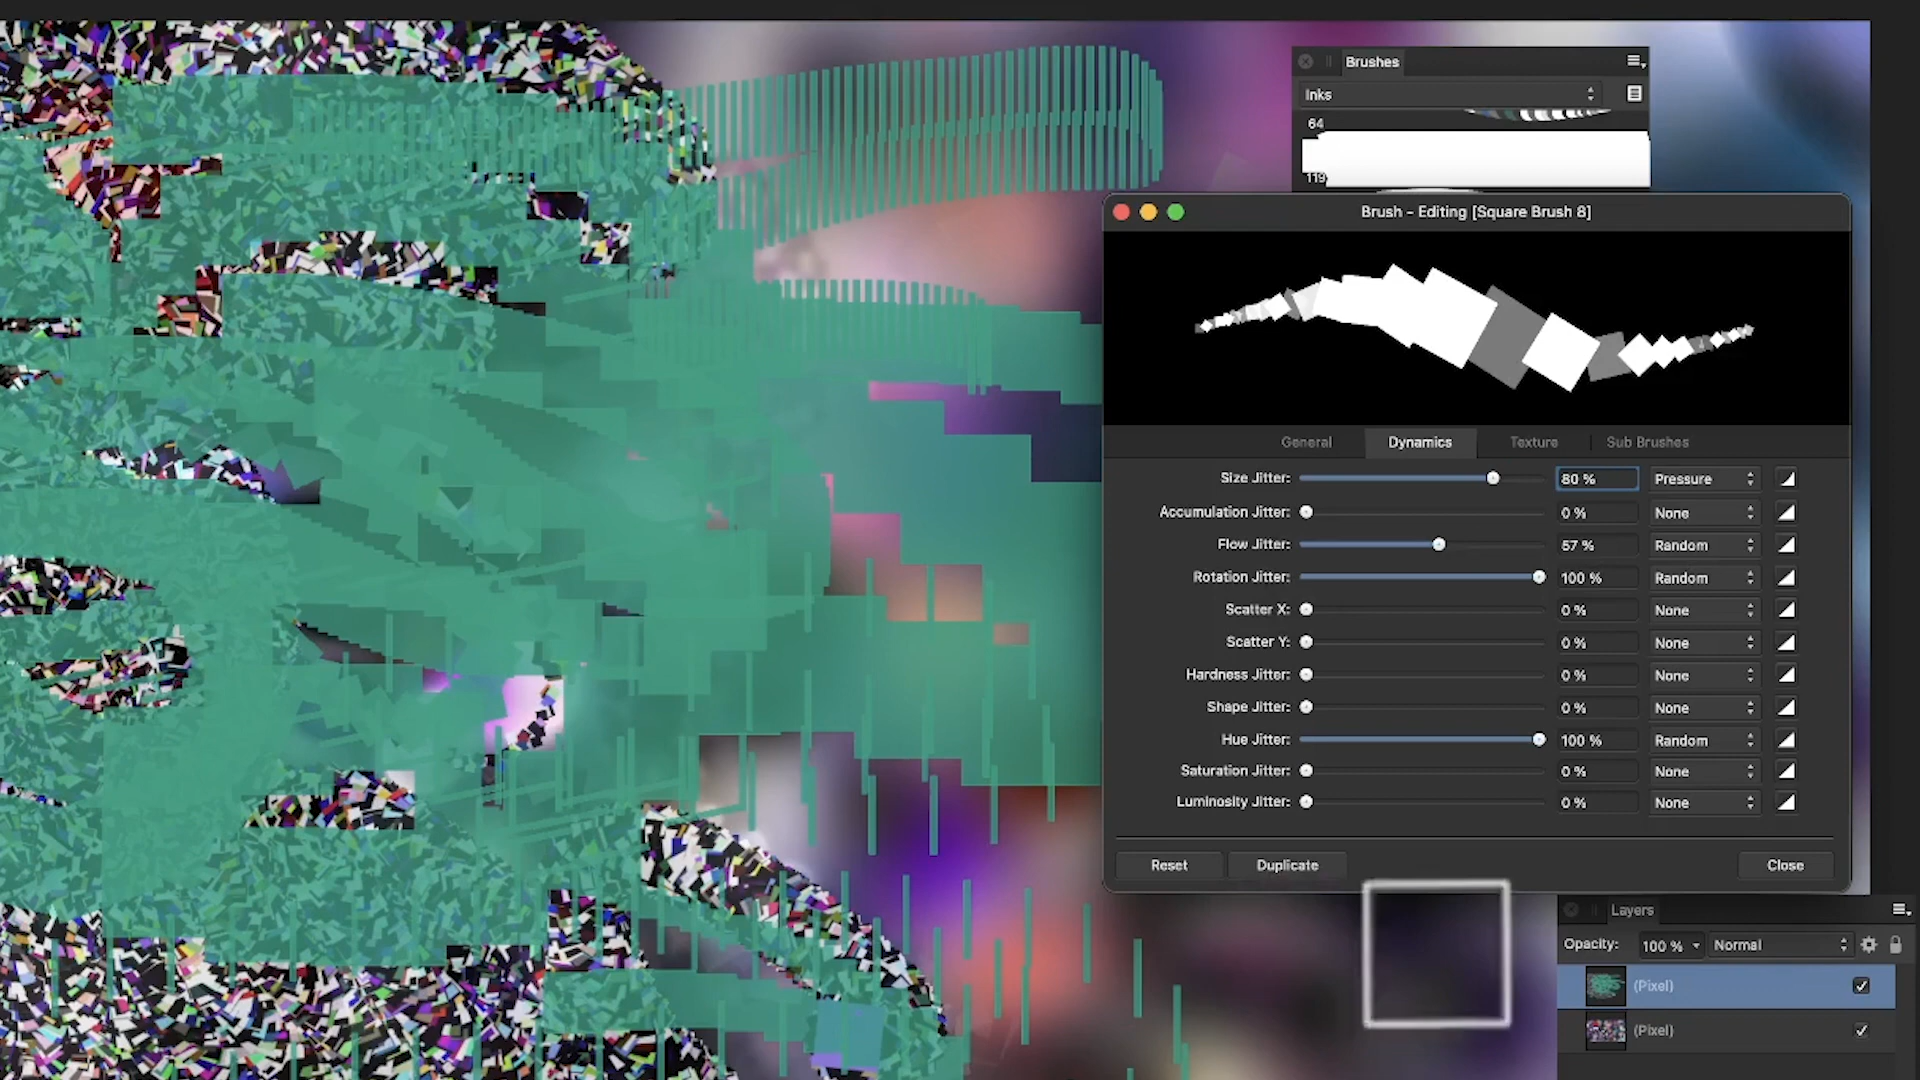 Brushes
Inks
64
119
Brush – Editing [Square Brush 8]
General Dynamics Texture Sub Brushes
Size Jitter: 80 % Pressure
Accumulation Jitter: 0 % None
Flow Jitter: 57 % Random
Rotation Jitter: 100 % Random
Scatter X: 0 % None
Scatter Y: 0 % None
Hardness Jitter: 0 % None
Shape Jitter: 0 % None
Hue Jitter: 100 % Random
Saturation Jitter: 0 % None
Luminosity Jitter: 0 % None
Reset Duplicate Close
Layers
Opacity: 100 % Normal
(Pixel)
(Pixel)